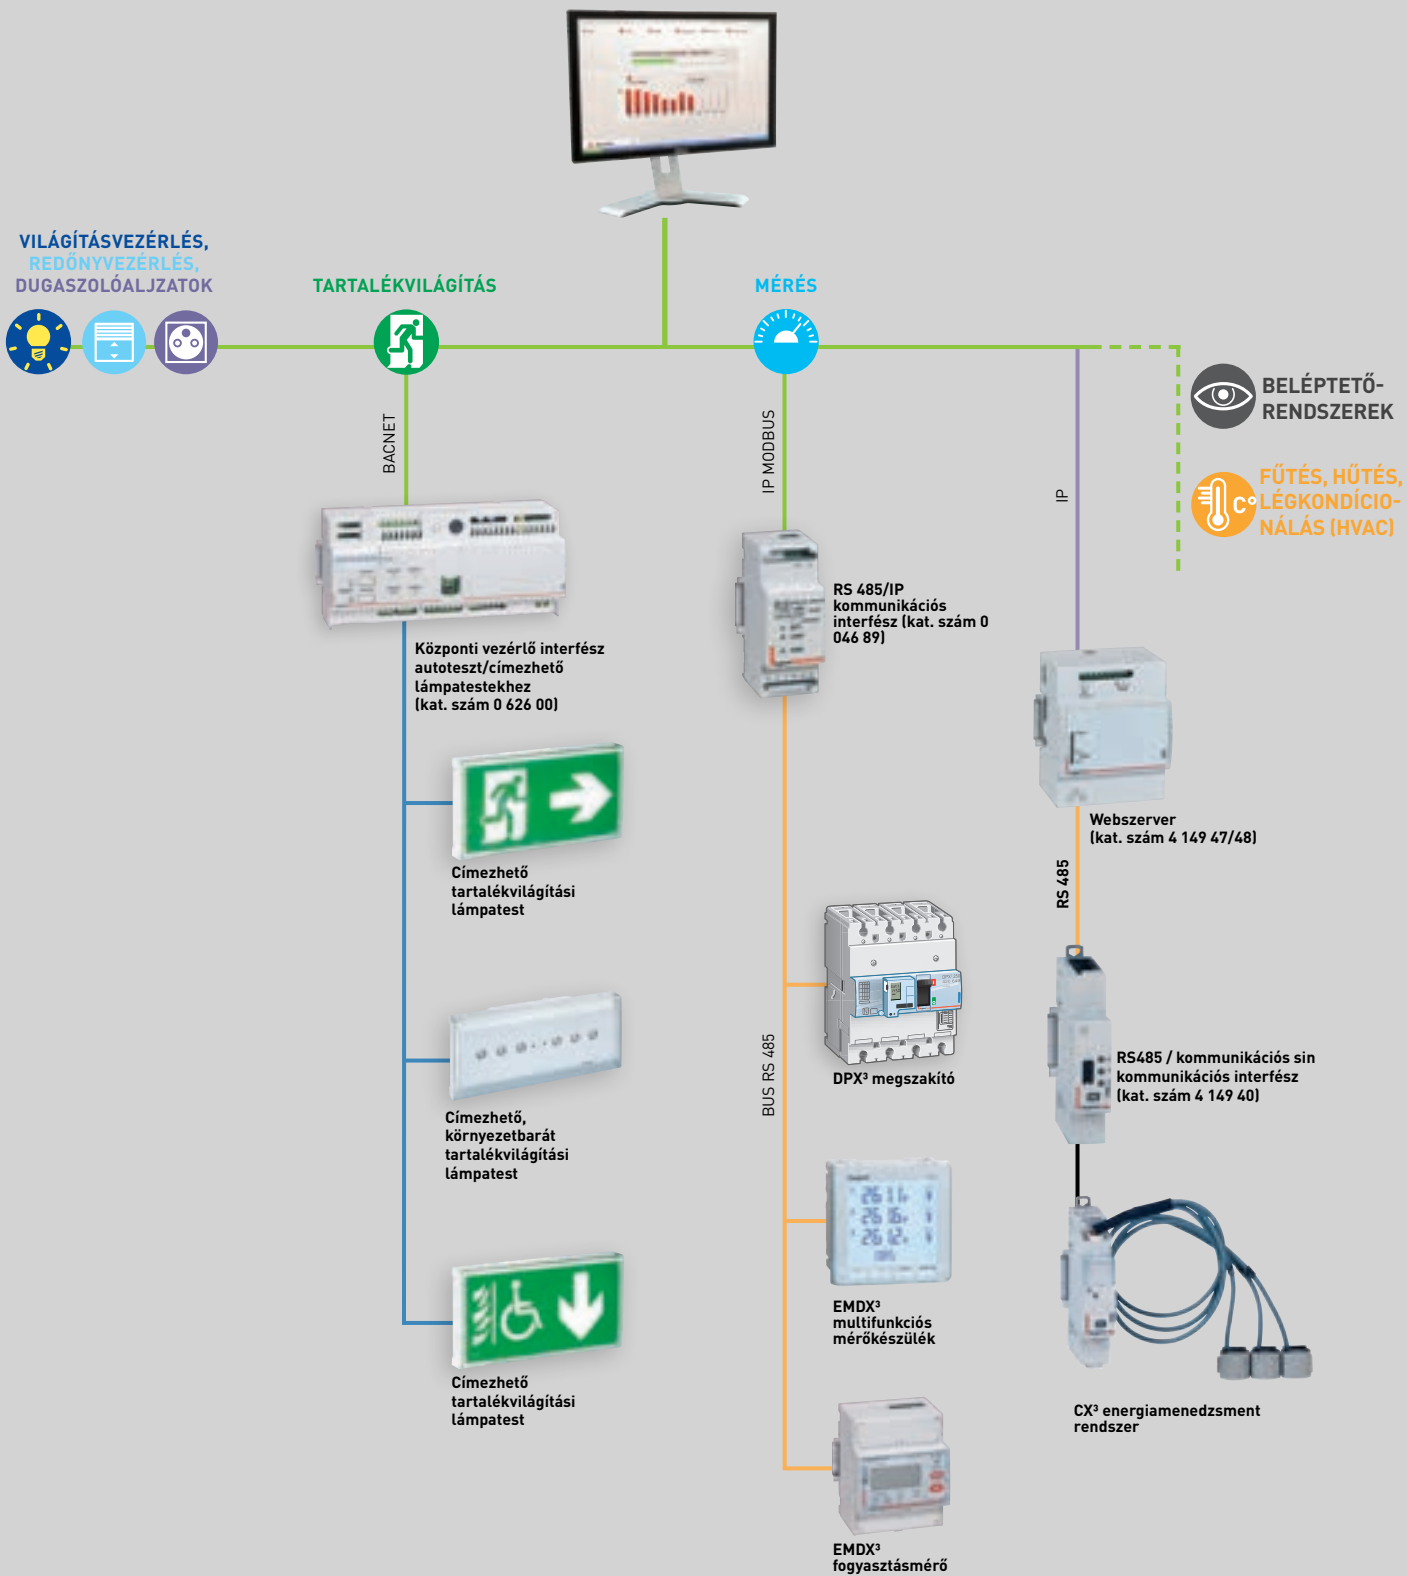 VILÁGÍTÁSVEZÉRLÉS,
REDŐNYVEZÉRLÉS,
DUGASZOLÓALJZATOK
TARTALÉKVILÁGÍTÁS
MÉRÉS
BELÉPTETŐ-
RENDSZEREK
C°
FŰTÉS, HŰTÉS,
LÉGKONDÍCIO-
NÁLÁS (HVAC)
BACNET
IP MODBUS
IP
Központi vezérlő interfész
autoteszt/címezhető
lámpatestekhez
(kat. szám 0 626 00)
Címezhető
tartalékvilágítási
lámpatest
Címezhető,
környezetbarát
tartalékvilágítási
lámpatest
Címezhető
tartalékvilágítási
lámpatest
RS 485/IP
kommunikációs
interfész (kat. szám 0
046 89)
BUS RS 485
DPX³ megszakító
EMDX³
multifunkciós
mérőkészülék
EMDX³
fogyasztásmérő
Webszerver
(kat. szám 4 149 47/48)
RS 485
RS485 / kommunikációs sin
kommunikációs interfész
(kat. szám 4 149 40)
CX³ energiamenedzsment
rendszer